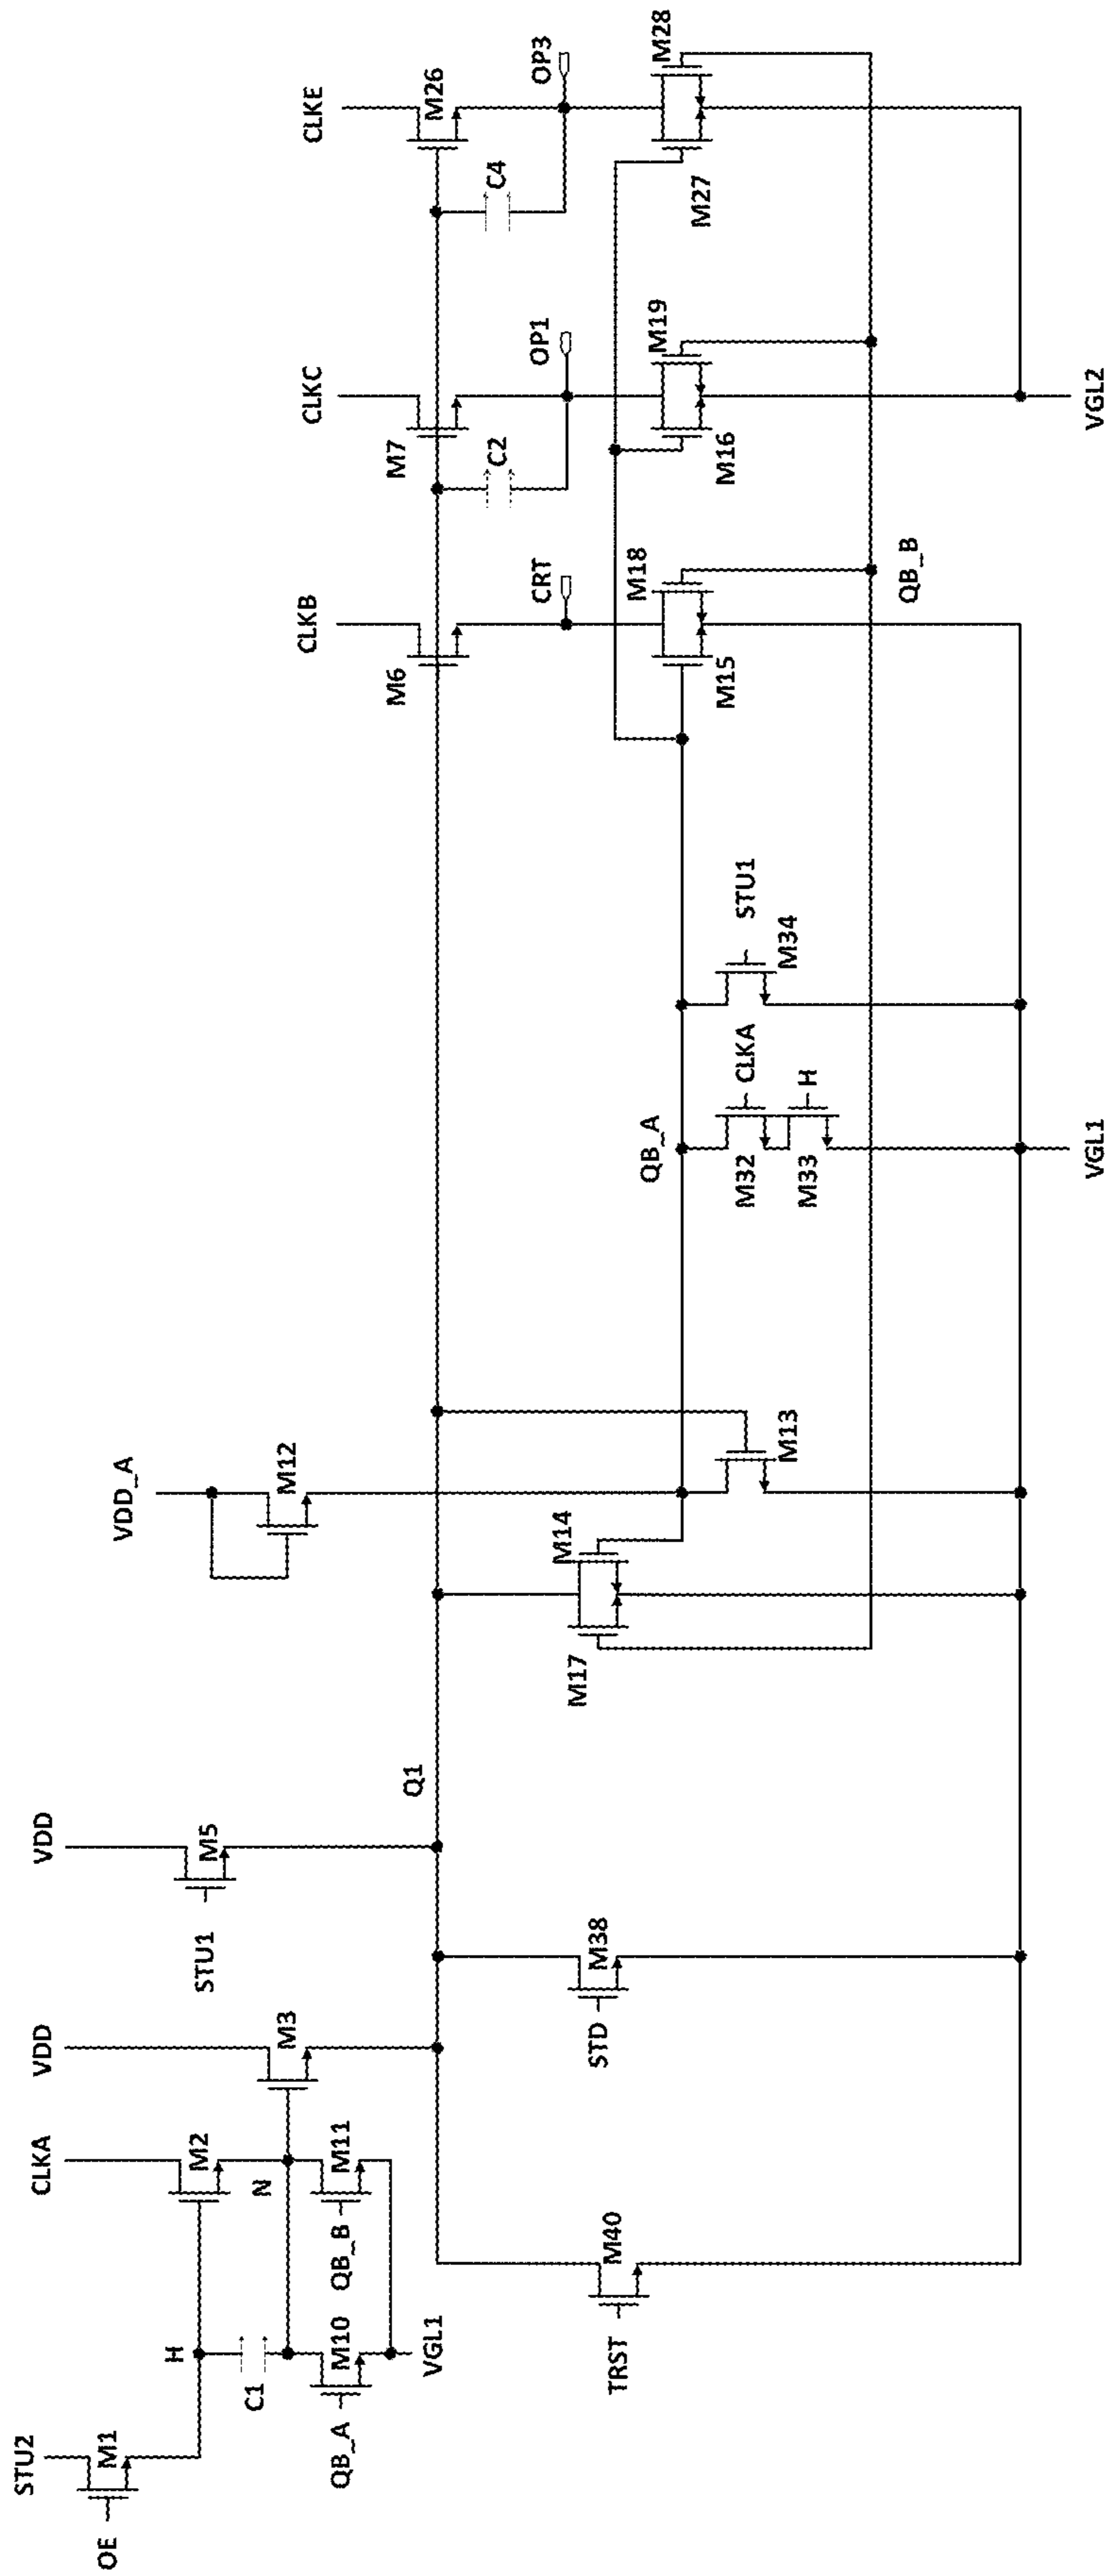 STU2
OE
M1
H
C1
CLKA
M2
N
QB_A
M10
QB_B
M11
VGL1
VDD
M3
STU1
VDD
M5
Q1
TRST
M40
STD
M38
VDD_A
M12
M17
M14
M13
QB_A
M32
CLKA
M33
H
STU1
M34
VGL1
CLKB
M6
CRT
M15
M18
QB_B
CLKC
M7
C2
OP1
M16
M19
VGL2
CLKE
M26
C4
OP3
M27
M28